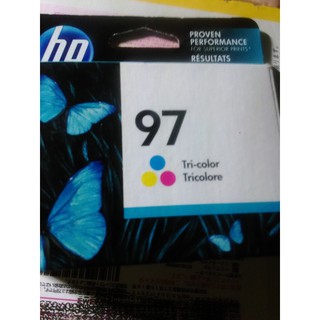 hp
PROVEN
PERFORMANCE
FOR SUPERIOR PRINTS
RÉSULTATS
97
Tri-color
Tricolore